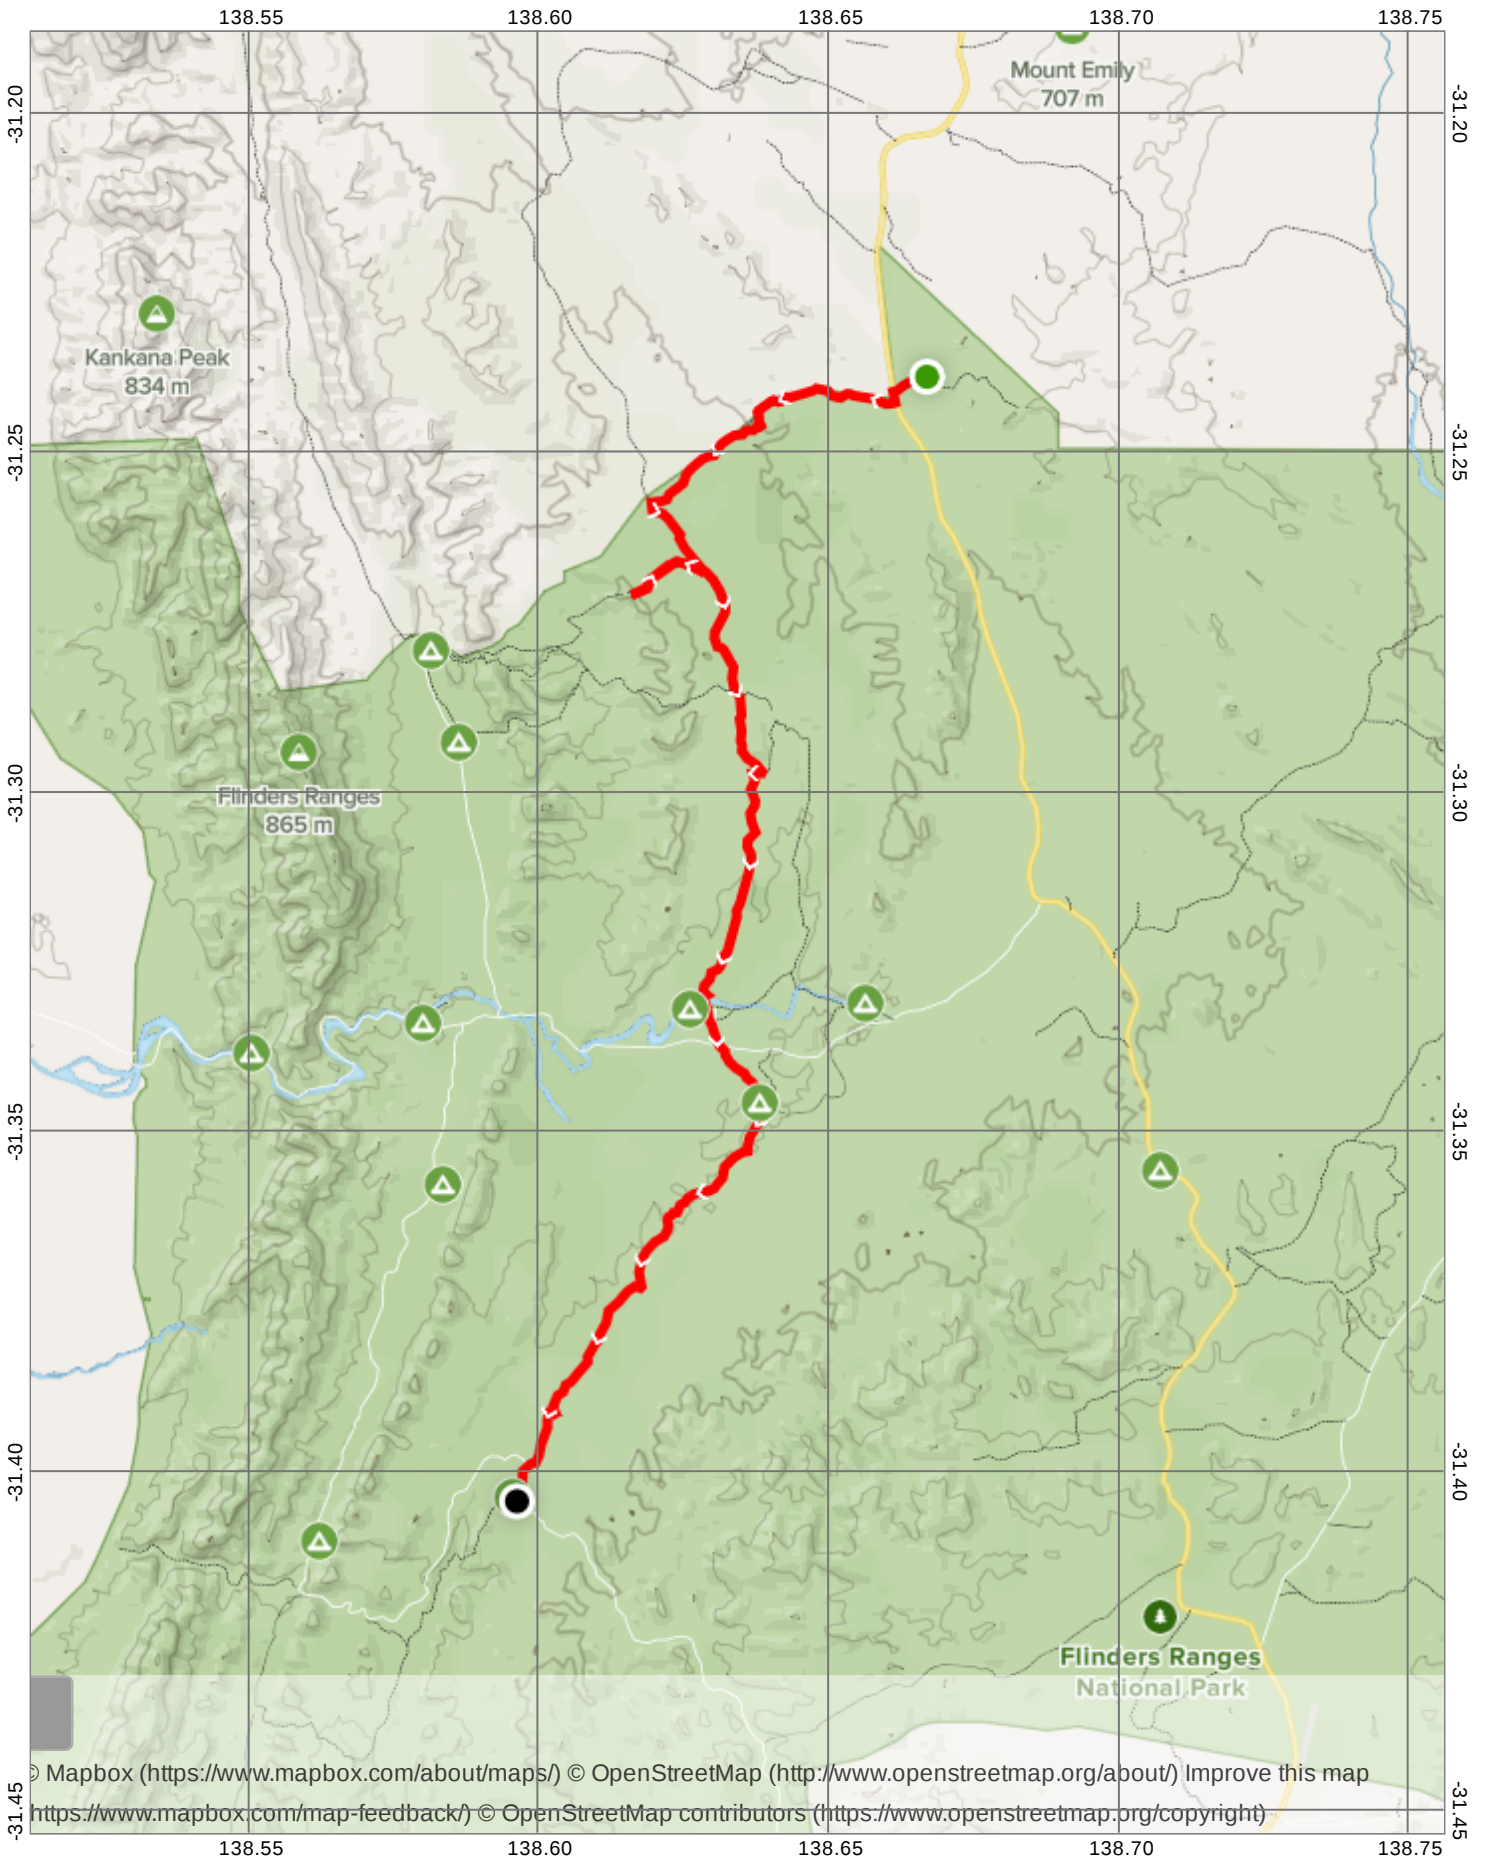 138.55 138.60 138.65 138.70 138.75
Mount Emily
707 m
-31.20 -31.20
Kankana Peak
834 m
-31.25 -31.25
Flinders Ranges
865 m
-31.30 -31.30
-31.35 -31.35
-31.40 -31.40
Flinders Ranges
National Park
© Mapbox (https://www.mapbox.com/about/maps/) © OpenStreetMap (http://www.openstreetmap.org/about/) Improve this map
https://www.mapbox.com/map-feedback/) © OpenStreetMap contributors (https://www.openstreetmap.org/copyright)
-31.45 -31.45
138.55 138.60 138.65 138.70 138.75